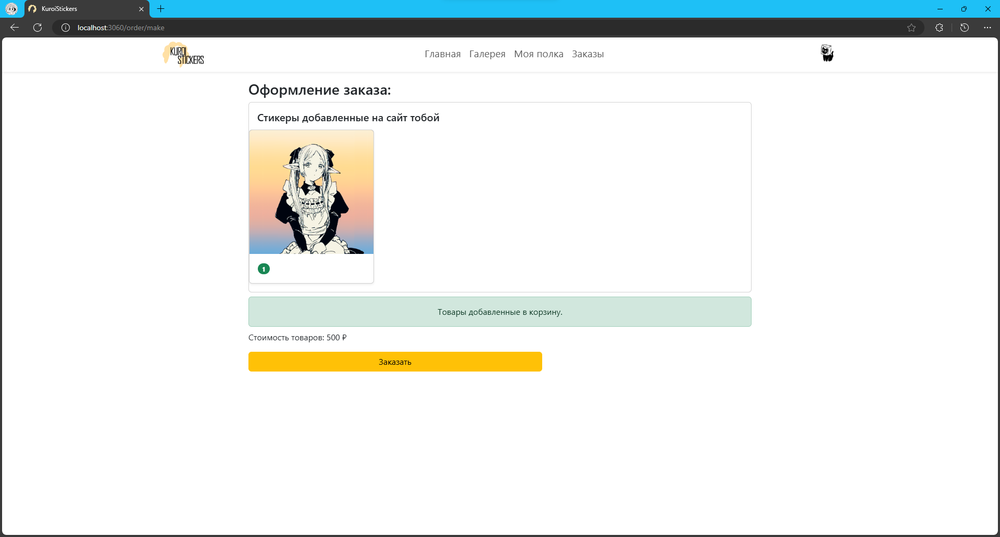 KuroiStickers
localhost:3060/order/make
KUROI
STICKERS
Главная Галерея Моя полка Заказы
Оформление заказа:
Стикеры добавленные на сайт тобой
1
Товары добавленные в корзину.
Стоимость товаров: 500 ₽
Заказать